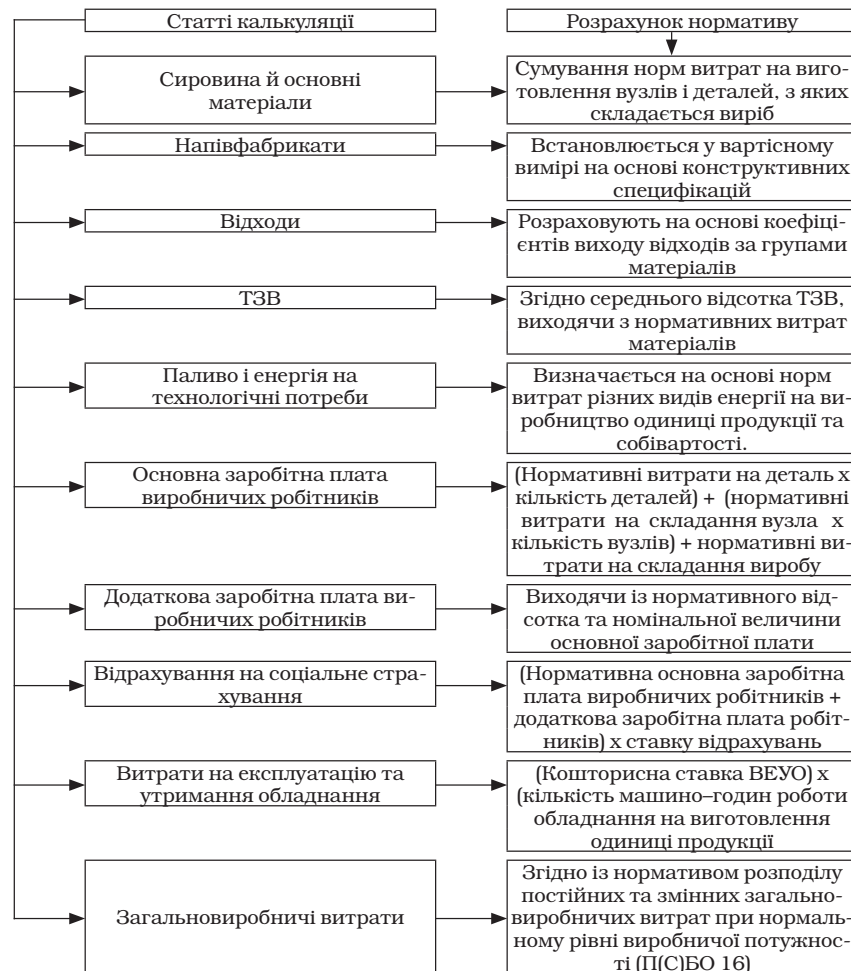 Статті калькуляції
Розрахунок нормативу
Сировина й основні
матеріали
Сумування норм витрат на виго-
товлення вузлів і деталей, з яких
складається виріб
Напівфабрикати
Встановлюється у вартісному
вимірі на основі конструктивних
специфікацій
Відходи
Розраховують на основі коефіці-
єнтів виходу відходів за групами
матеріалів
ТЗВ
Згідно середнього відсотка ТЗВ,
виходячи з нормативних витрат
матеріалів
Паливо і енергія на
технологічні потреби
Визначається на основі норм
витрат різних видів енергії на ви-
робництво одиниці продукції та
собівартості.
Основна заробітна плата
виробничих робітників
(Нормативні витрати на деталь х
кількість деталей) + (нормативні
витрати на складання вузла х
кількість вузлів) + нормативні ви-
трати на складання виробу
Додаткова заробітна плата ви-
робничих робітників
Виходячи із нормативного від-
сотка та номінальної величини
основної заробітної плати
Відрахування на соціальне стра-
хування
(Нормативна основна заробітна
плата виробничих робітників +
додаткова заробітна плата робіт-
ників) х ставку відрахувань
Витрати на експлуатацію та
утримання обладнання
(Кошторисна ставка ВЕУО) х
(кількість машино–годин роботи
обладнання на виготовлення
одиниці продукції
Загальновиробничі витрати
Згідно із нормативом розподілу
постійних та змінних загально-
виробничих витрат при нормаль-
ному рівні виробничої потужнос-
ті (П(С)БО 16)